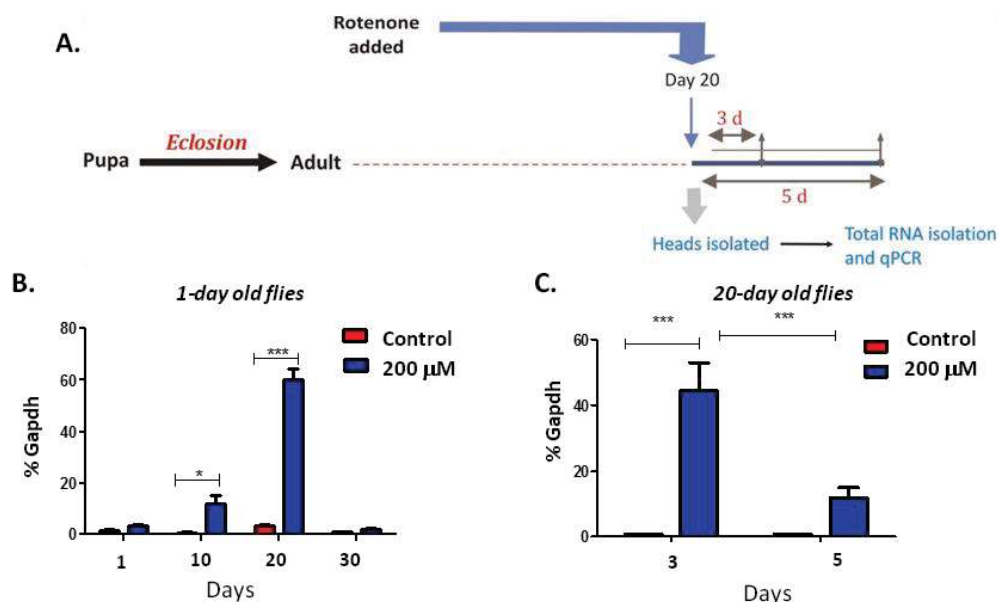 A.
Rotenone
added
Day 20
3 d
Eclosion
Pupa
Adult
5 d
Heads isolated
Total RNA isolation
and qPCR
B.
1-day old flies
Control
200 µM
% Gapdh
80
60
40
20
0
*
***
1
10
20
30
Days
C.
20-day old flies
Control
200 µM
% Gapdh
60
40
20
0
***
***
3
5
Days